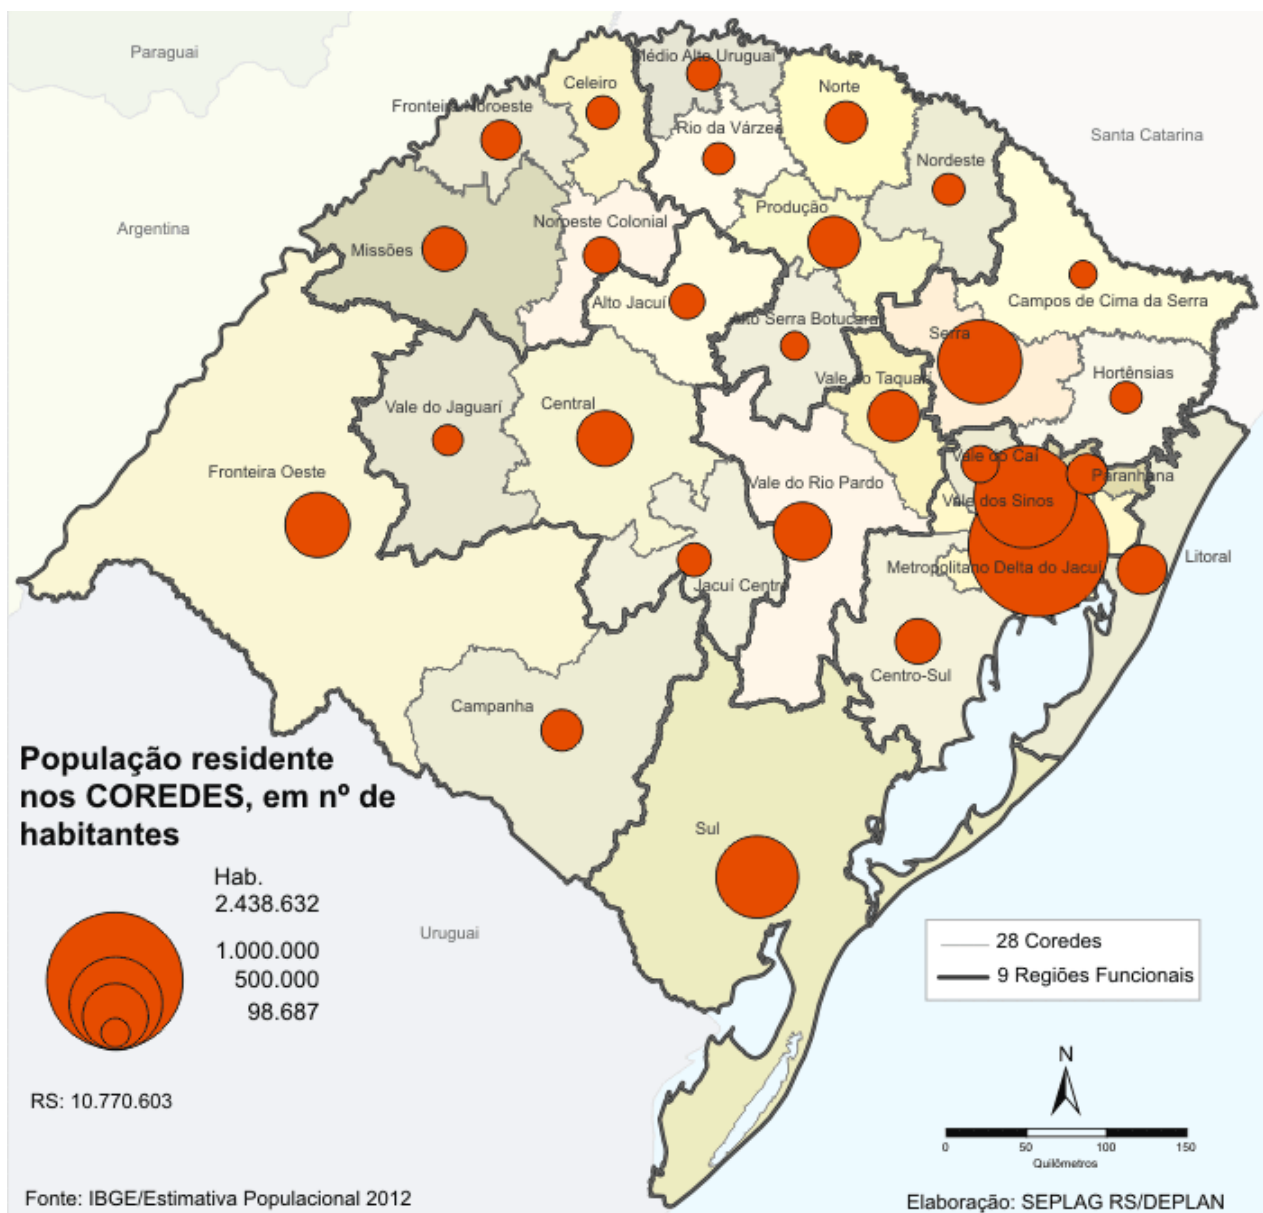 Paraguai
Médio Alto Uruguai
Celeiro
Norte
Fronteira Noroeste
Rio da Várzea
Santa Catarina
Nordeste
Argentina
Produção
Noroeste Colonial
Missões
Alto Jacuí
Campos de Cima da Serra
Alto Serra Botucaraí
Serra
Hortênsias
Vale do Taquari
Vale do Jaguarí
Central
Vale do Caí
Fronteira Oeste
Paranhana
Vale do Rio Pardo
Vale dos Sinos
Litoral
Metropolitano Delta do Jacuí
Jacuí Centro
Centro-Sul
Campanha
População residente
nos COREDES, em nº de
habitantes
Sul
Hab.
2.438.632
1.000.000
500.000
98.687
Uruguai
28 Coredes
9 Regiões Funcionais
N
RS: 10.770.603
0 50 100 150
Quilômetros
Fonte: IBGE/Estimativa Populacional 2012
Elaboração: SEPLAG RS/DEPLAN